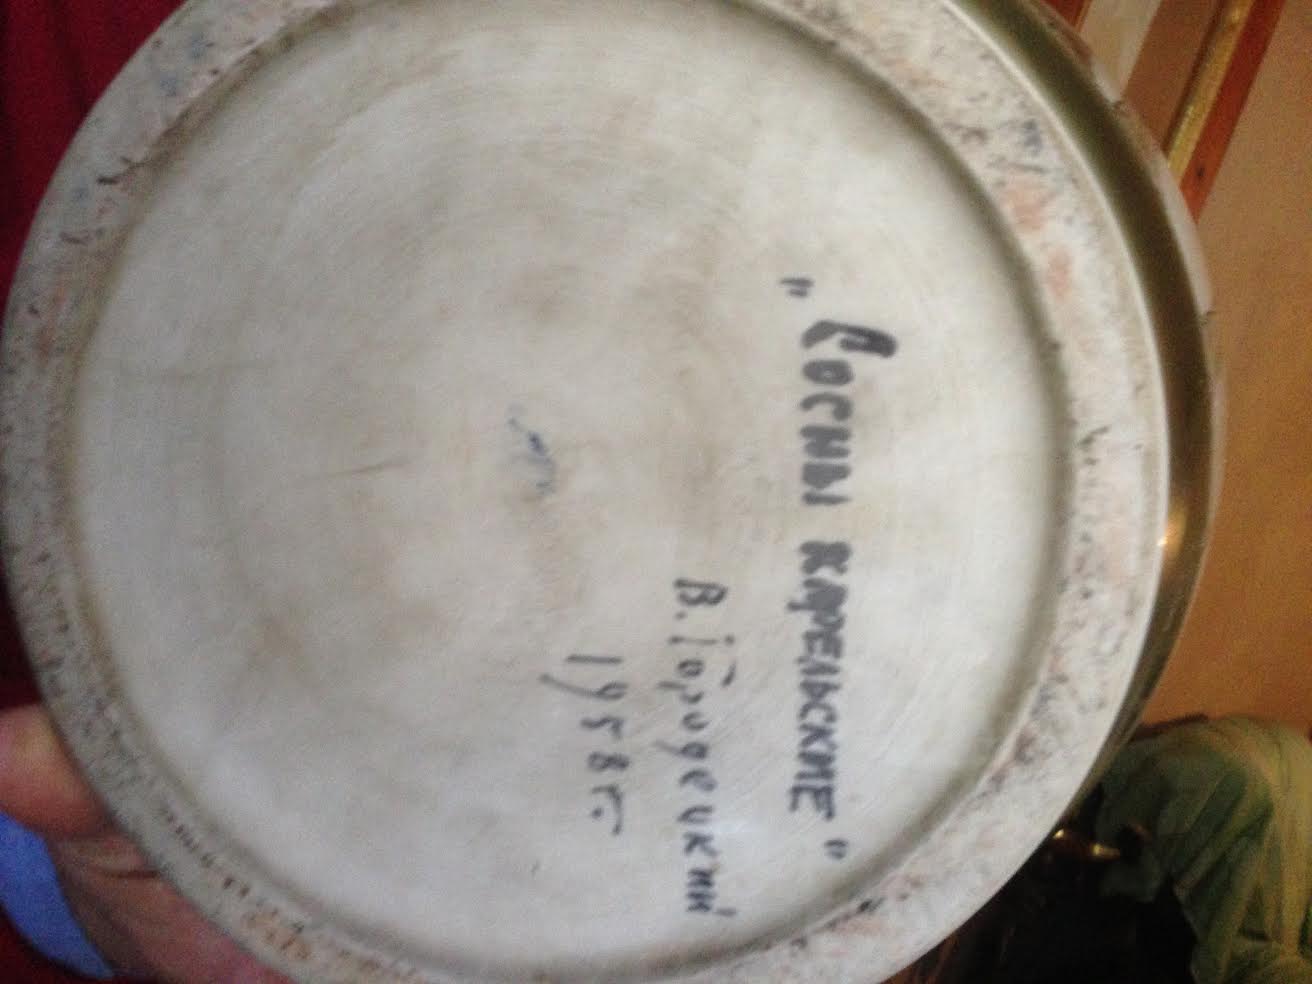 "СОСНЫ КАРЕЛЬСКИЕ"
В. Городецкий
1958 г.